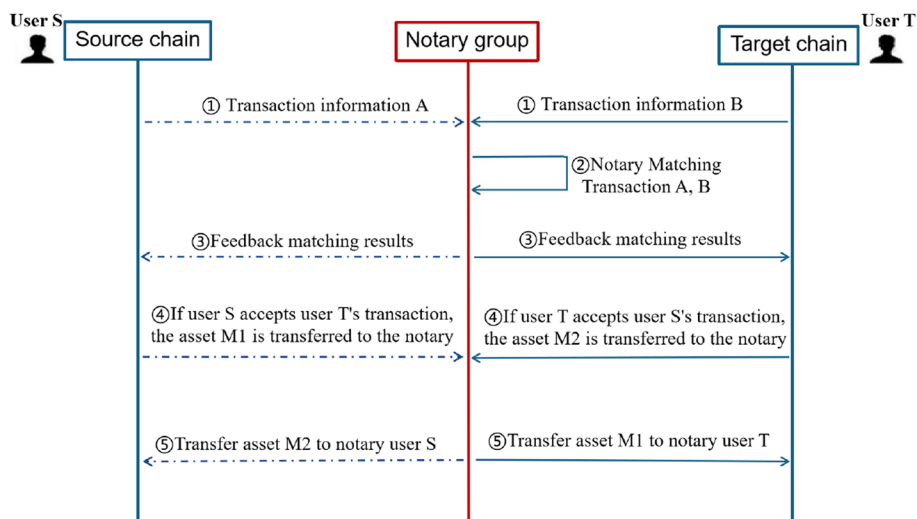 User S
Source chain
Notary group
Target chain
User T
① Transaction information A
① Transaction information B
②Notary Matching
Transaction A, B
③Feedback matching results
③Feedback matching results
④If user S accepts user T's transaction,
the asset M1 is transferred to the notary
④If user T accepts user S's transaction,
the asset M2 is transferred to the notary
⑤Transfer asset M2 to notary user S
⑤Transfer asset M1 to notary user T